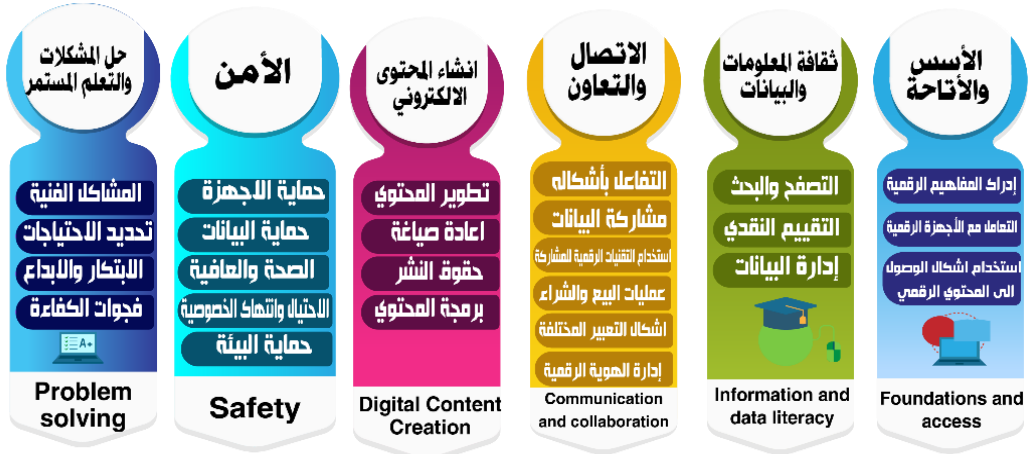 الأسس
والأتاحة
إدراك المفاهيم الرقمية
التعامل مع الأجهزة الرقمية
استخدام اشكال الوصول
الى المحتوي الرقمي
Foundations and
access
ثقافة المعلومات
والبيانات
التصفح والبحث
التقييم النقدي
إدارة البيانات
Information and
data literacy
الاتصال
والتعاون
التفاعل بأشكاله
مشاركة البيانات
استخدام التقنيات الرقمية للمشاركة
عمليات البيع والشراء
اشكال التعبير المختلفة
إدارة الهوية الرقمية
Communication
and collaboration
انشاء المحتوى
الالكتروني
تطوير المحتوي
اعادة صياغة
حقوق النشر
برمجة المحتوي
Digital Content
Creation
الأمن
حماية الاجهزة
حماية البيانات
الصحة والعافية
الاحتيال وانتهاك الخصوصية
حماية البيئة
Safety
حل المشكلات
والتعلم المستمر
المشاكل الفنية
تحديد الاحتياجات
الابتكار والابداع
فجوات الكفاءة
A+
Problem
solving